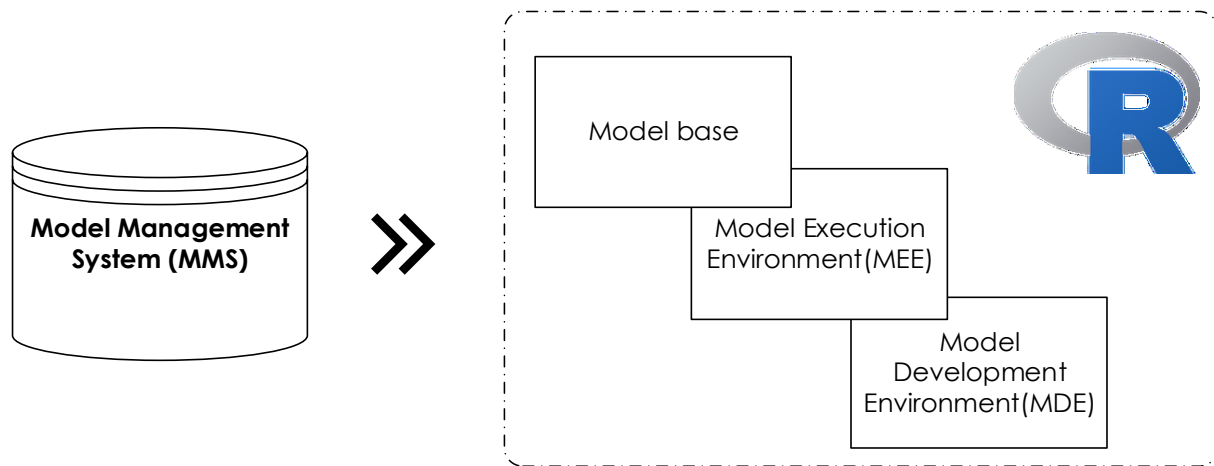 Model Management
System (MMS)
Model base
Model Execution
Environment(MEE)
Model
Development
Environment(MDE)
R